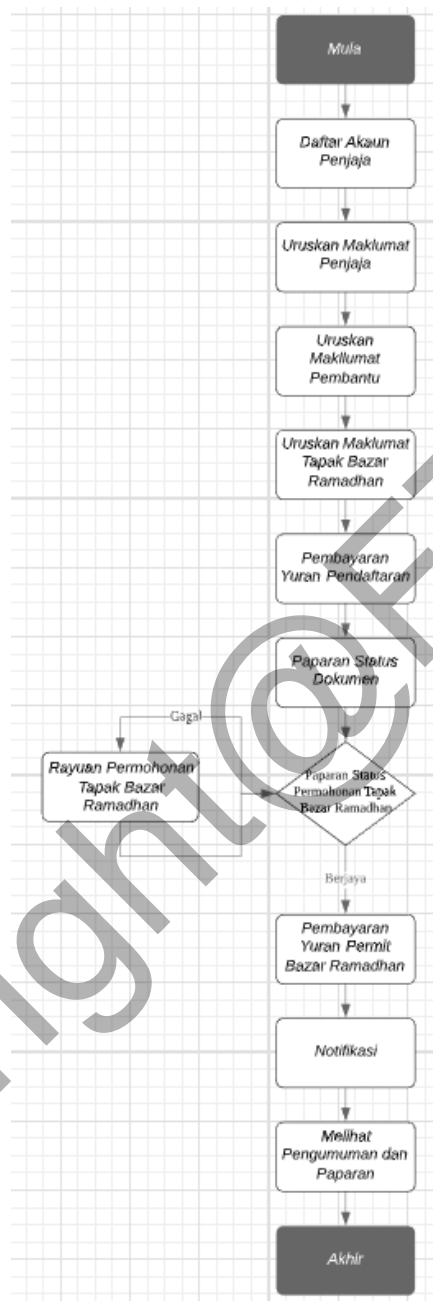 Mula
Daftar Akaun
Penjaja
Uruskan Maklumat
Penjaja
Uruskan
Makllumat
Pembantu
Uruskan Maklumat
Tapak Bazar
Ramadhan
Pembayaran
Yuran Pendaftaran
Paparan Status
Dokumen
Gagal
Rayuan Permohonan
Tapak Bazar
Ramadhan
Paparan Status
Permohonan Tapak
Bazar Ramadhan
Berjaya
Pembayaran
Yuran Permit
Bazar Ramadhan
Notifikasi
Melihat
Pengumuman dan
Paparan
Akhir